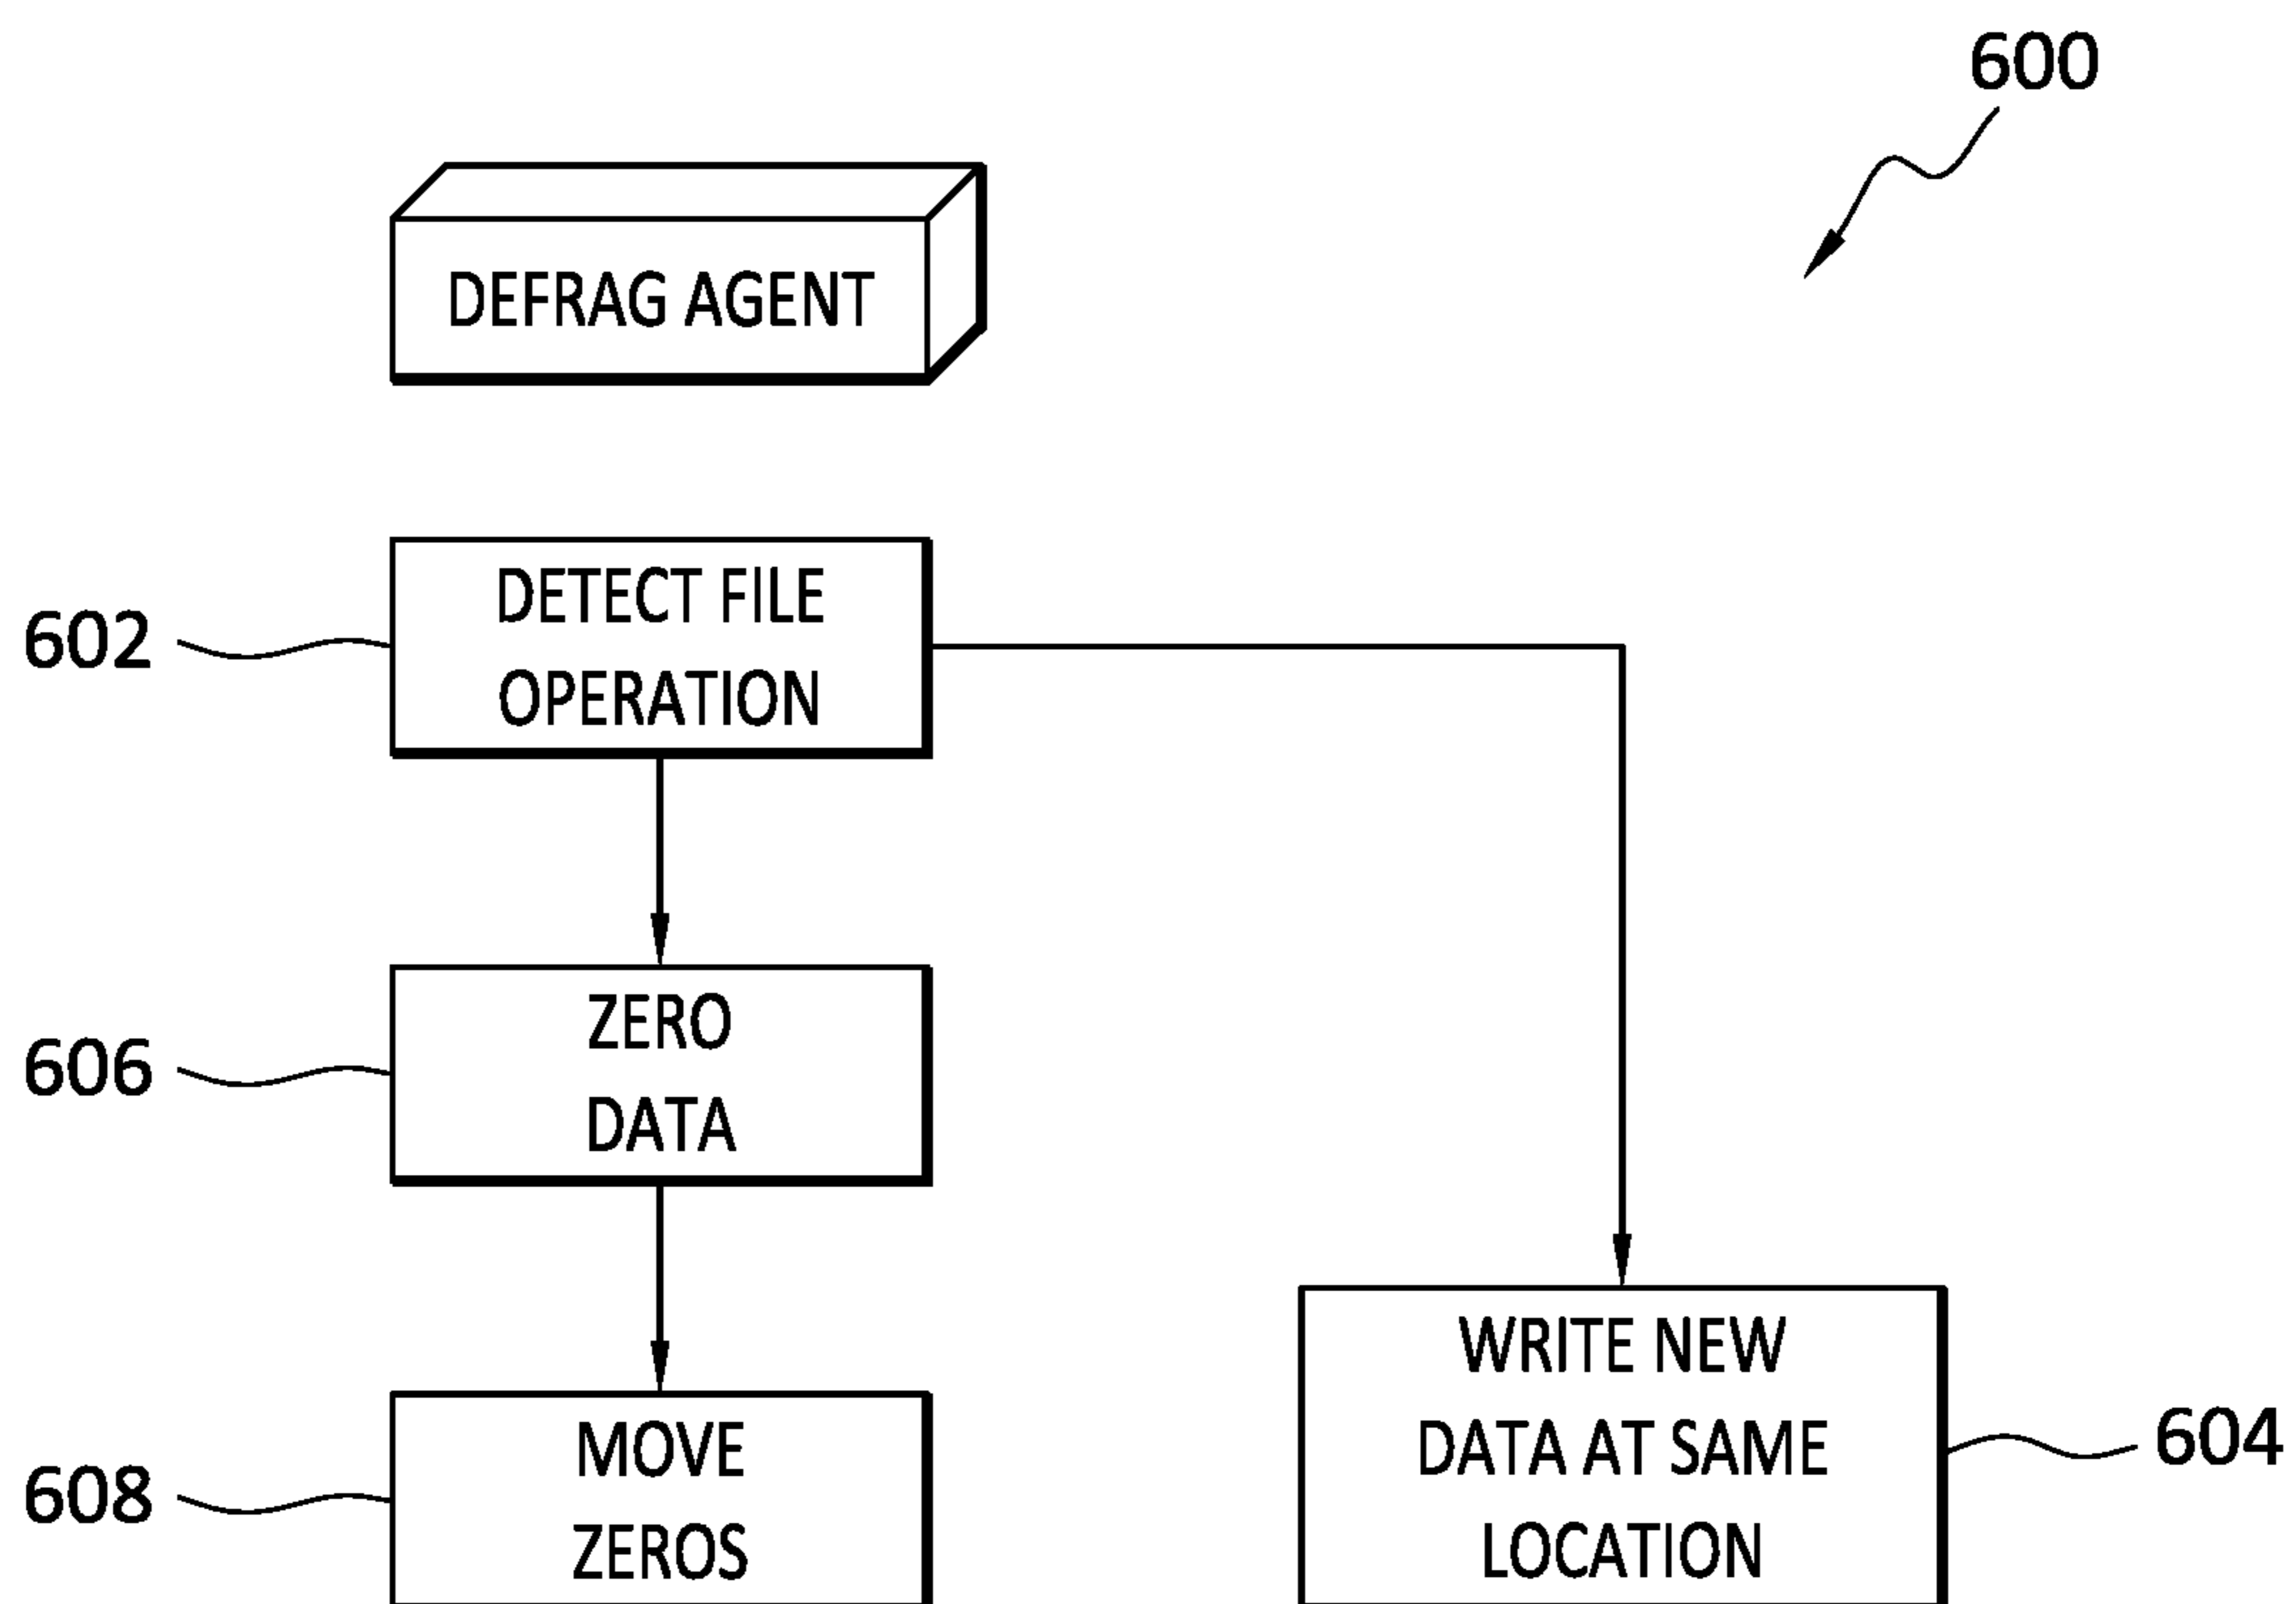 600
DEFRAG AGENT
602
DETECT FILE
OPERATION
606
ZERO
DATA
608
MOVE
ZEROS
WRITE NEW
DATA AT SAME
LOCATION
604